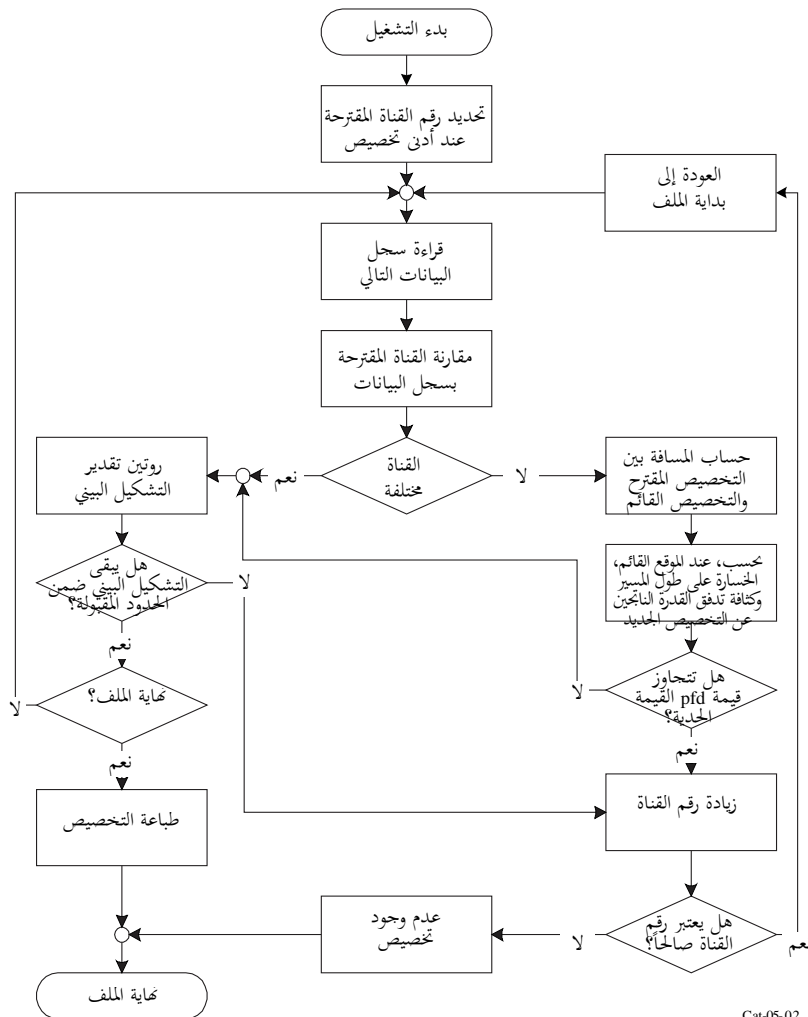 بدء التشغيل
تحديد رقم القناة المقترحة
عند أدنى تخصيص
العودة إلى
بداية الملف
قراءة سجل
البيانات التالي
مقارنة القناة المقترحة
بسجل البيانات
القناة
مختلفة
نعم
لا
روتين تقدير
التشكيل البيني
حساب المسافة بين
التخصيص المقترح
والتخصيص القائم
هل يبقى
التشكيل البيني ضمن
الحدود المقبولة؟
لا
نعم
يحسب، عند الموقع القائم،
الخسارة على طول المسير
وكثافة تدفق القدرة الناتجين
عن التخصيص الجديد
هل تتجاوز
قيمة pfd القيمة
الحدية؟
لا
نعم
نهاية الملف؟
لا
نعم
طباعة التخصيص
زيادة رقم القناة
هل يعتبر رقم
القناة صالحاً؟
نعم
لا
عدم وجود
تخصيص
نهاية الملف
Cat-05-02